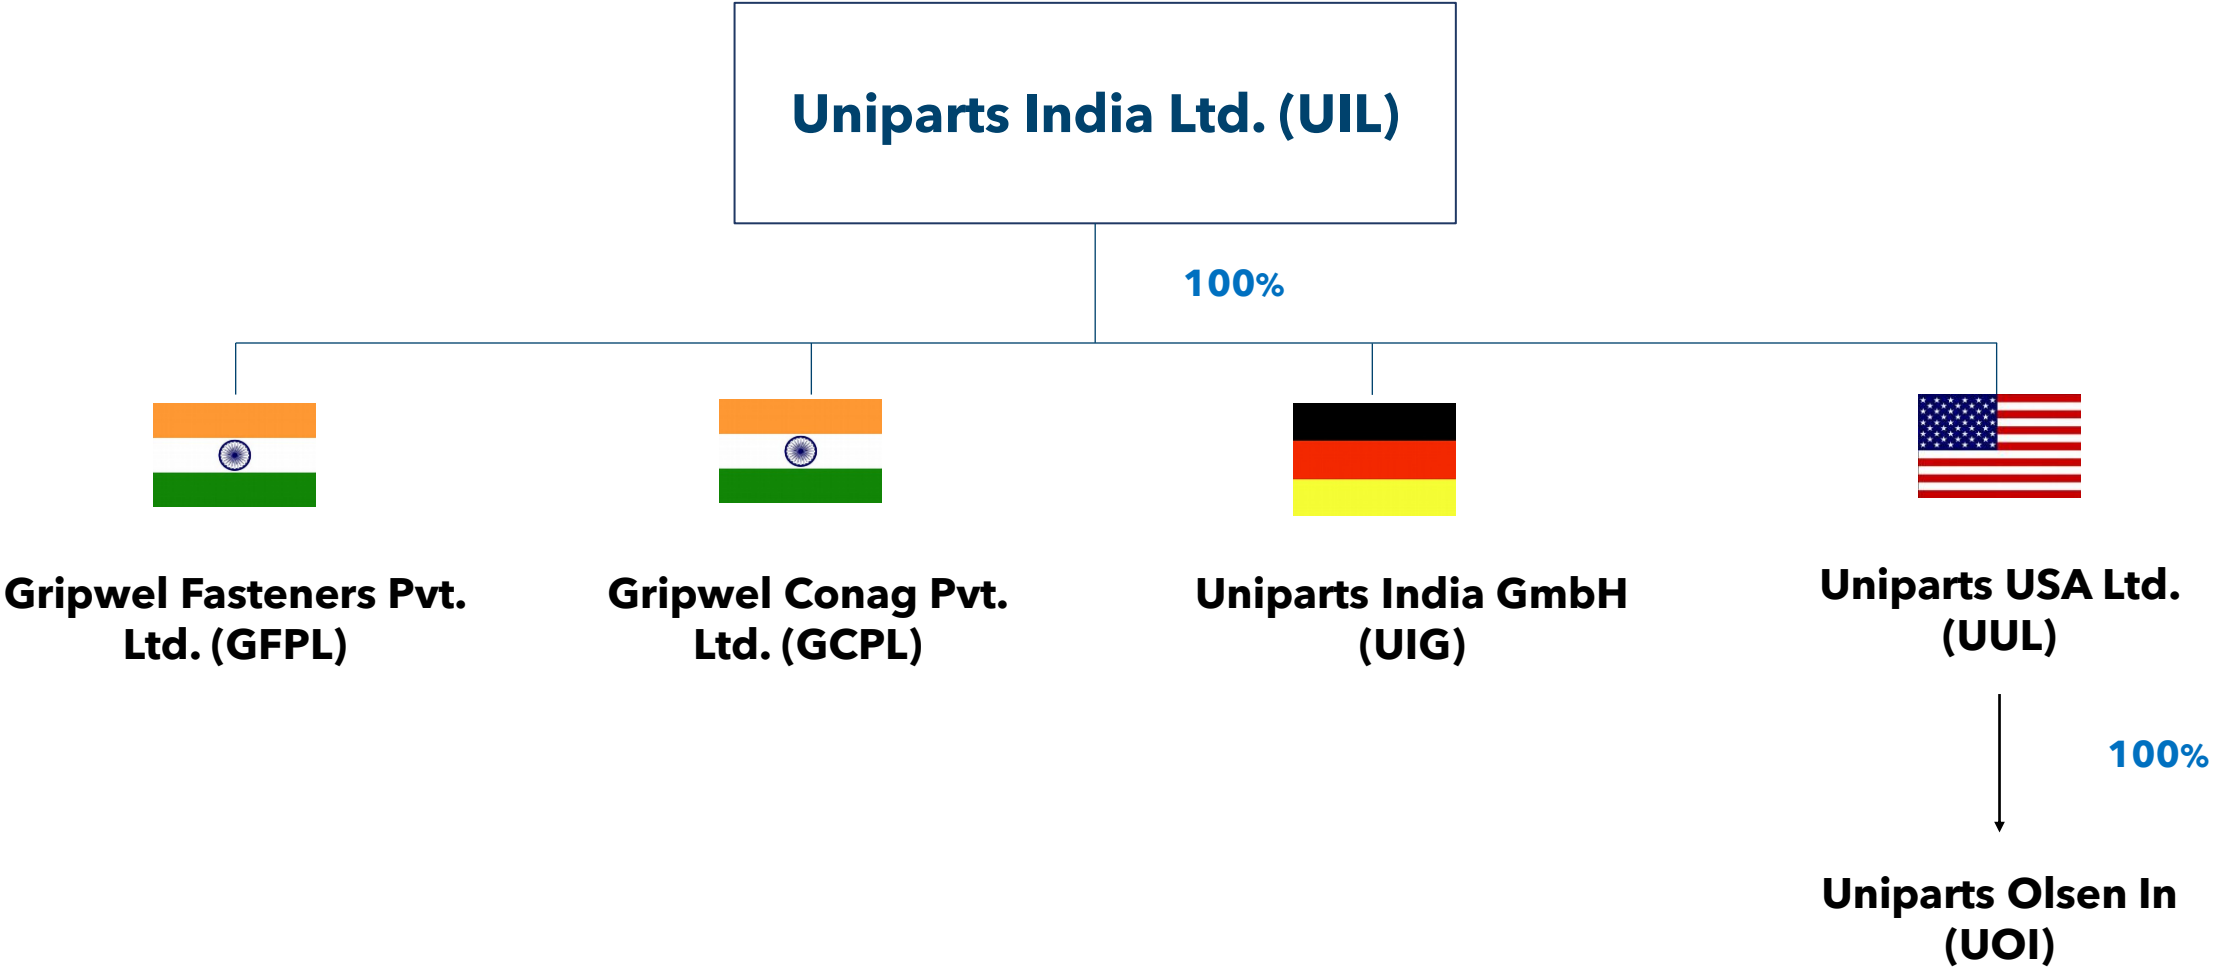 Uniparts India Ltd. (UIL)
100%
Gripwel Fasteners Pvt.
Ltd. (GFPL)
Gripwel Conag Pvt.
Ltd. (GCPL)
Uniparts India GmbH
(UIG)
Uniparts USA Ltd.
(UUL)
100%
Uniparts Olsen In
(UOI)